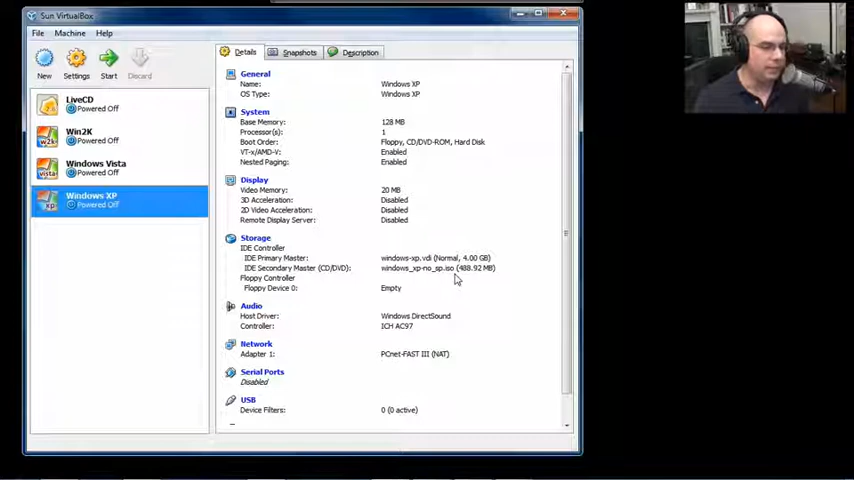 Sun VirtualBox
File Machine Help
New Settings Start Discard
Details Snapshots Description
LiveCD
Powered Off
Win2K
Powered Off
w2k
Windows Vista
Powered Off
vista
Windows XP
Powered Off
xp
General
Name: Windows XP
OS Type: Windows XP
System
Base Memory: 128 MB
Processor(s): 1
Boot Order: Floppy, CD/DVD-ROM, Hard Disk
VT-x/AMD-V: Enabled
Nested Paging: Enabled
Display
Video Memory: 20 MB
3D Acceleration: Disabled
2D Video Acceleration: Disabled
Remote Display Server: Disabled
Storage
IDE Controller
IDE Primary Master: windows-xp.vdi (Normal, 4.00 GB)
IDE Secondary Master (CD/DVD): windows_xp-no_sp.iso (488.92 MB)
Floppy Controller
Floppy Device 0: Empty
Audio
Host Driver: Windows DirectSound
Controller: ICH AC97
Network
Adapter 1: PCnet-FAST III (NAT)
Serial Ports
Disabled
USB
Device Filters: 0 (0 active)